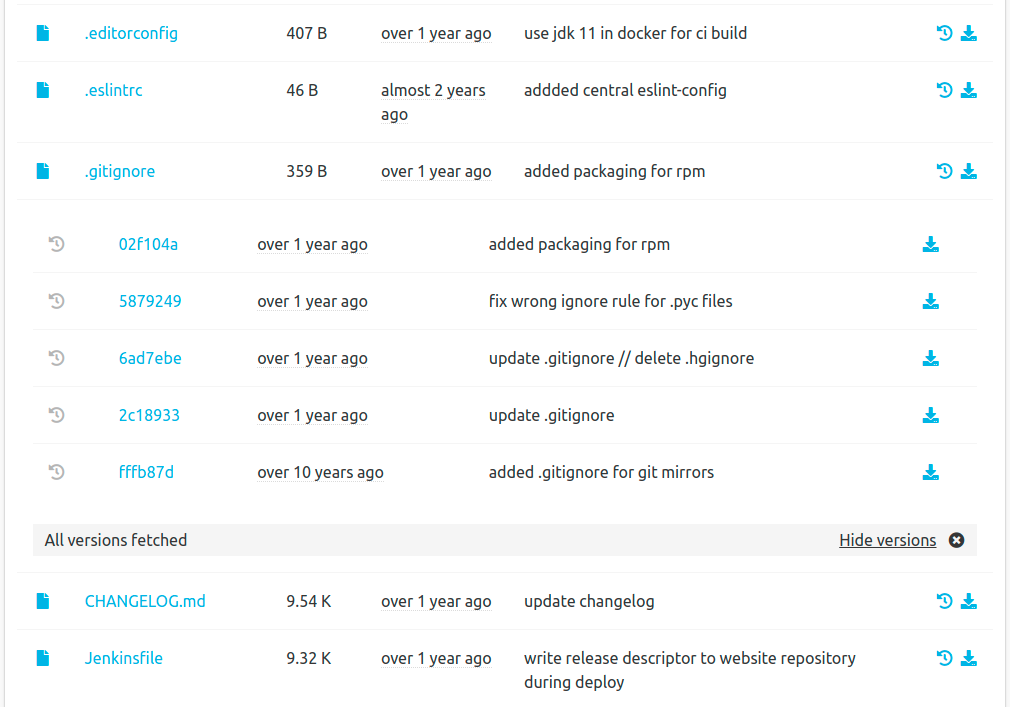 .editorconfig 407 B over 1 year ago use jdk 11 in docker for ci build
.eslintrc 46 B almost 2 years ago addded central eslint-config
.gitignore 359 B over 1 year ago added packaging for rpm
02f104a over 1 year ago added packaging for rpm
5879249 over 1 year ago fix wrong ignore rule for .pyc files
6ad7ebe over 1 year ago update .gitignore // delete .hgignore
2c18933 over 1 year ago update .gitignore
fffb87d over 10 years ago added .gitignore for git mirrors
All versions fetched Hide versions
CHANGELOG.md 9.54 K over 1 year ago update changelog
Jenkinsfile 9.32 K over 1 year ago write release descriptor to website repository
during deploy